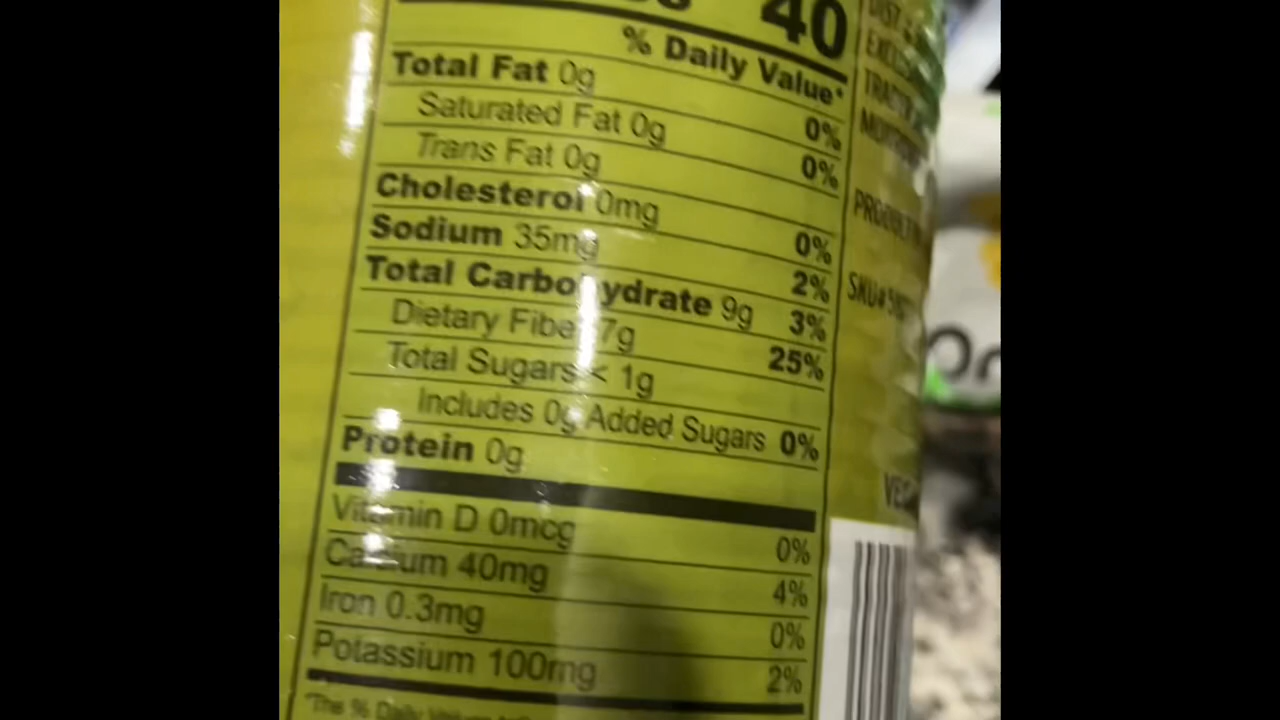 40
% Daily Value*
Total Fat 0g 0%
Saturated Fat 0g 0%
Trans Fat 0g
Cholesterol 0mg 0%
Sodium 35mg 2%
Total Carbohydrate 9g 3%
Dietary Fiber 7g 25%
Total Sugars < 1g
Includes 0g Added Sugars 0%
Protein 0g
Vitamin D 0mcg 0%
Calcium 40mg 4%
Iron 0.3mg 0%
Potassium 100mg 2%
*The % Daily